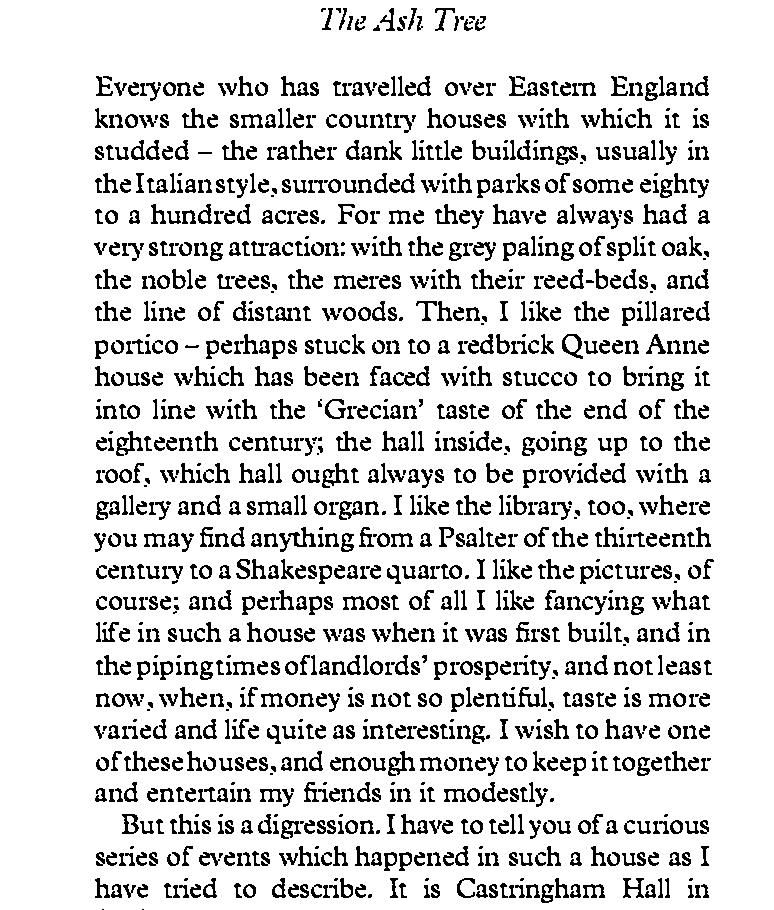 The Ash Tree
Everyone who has travelled over Eastern England
knows the smaller country houses with which it is
studded – the rather dank little buildings, usually in
the Italian style, surrounded with parks of some eighty
to a hundred acres. For me they have always had a
very strong attraction: with the grey paling of split oak,
the noble trees, the meres with their reed-beds, and
the line of distant woods. Then, I like the pillared
portico – perhaps stuck on to a redbrick Queen Anne
house which has been faced with stucco to bring it
into line with the ‘Grecian’ taste of the end of the
eighteenth century; the hall inside, going up to the
roof, which hall ought always to be provided with a
gallery and a small organ. I like the library, too, where
you may find anything from a Psalter of the thirteenth
century to a Shakespeare quarto. I like the pictures, of
course; and perhaps most of all I like fancying what
life in such a house was when it was first built, and in
the piping times of landlords’ prosperity, and not least
now, when, if money is not so plentiful, taste is more
varied and life quite as interesting. I wish to have one
of these houses, and enough money to keep it together
and entertain my friends in it modestly.
But this is a digression. I have to tell you of a curious
series of events which happened in such a house as I
have tried to describe. It is Castringham Hall in